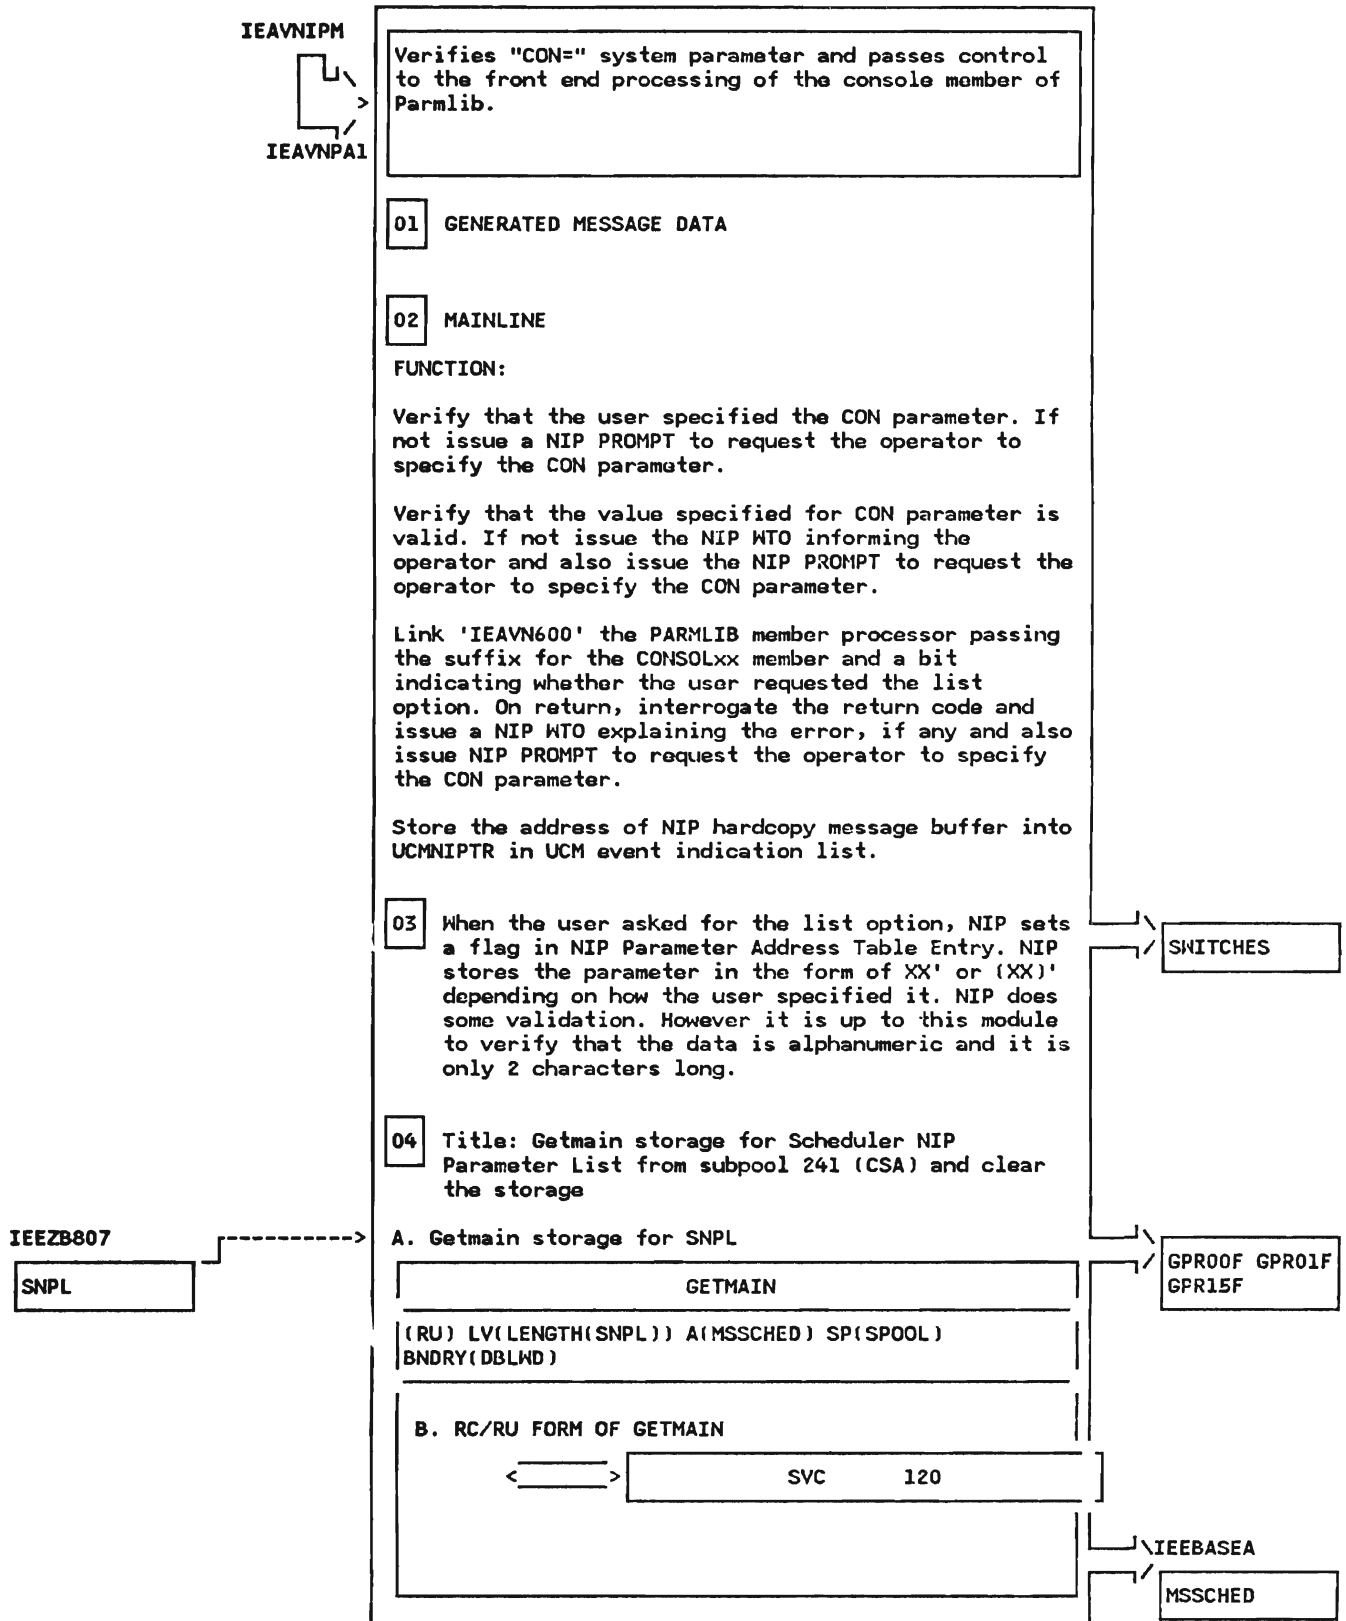 IEAVNIPM
Verifies "CON=" system parameter and passes control
to the front end processing of the console member of
Parmlib.
IEAVNPA1
01 GENERATED MESSAGE DATA
02 MAINLINE
FUNCTION:
Verify that the user specified the CON parameter. If
not issue a NIP PROMPT to request the operator to
specify the CON parameter.
Verify that the value specified for CON parameter is
valid. If not issue the NIP WTO informing the
operator and also issue the NIP PROMPT to request the
operator to specify the CON parameter.
Link 'IEAVN600' the PARMLIB member processor passing
the suffix for the CONSOLxx member and a bit
indicating whether the user requested the list
option. On return, interrogate the return code and
issue a NIP WTO explaining the error, if any and also
issue NIP PROMPT to request the operator to specify
the CON parameter.
Store the address of NIP hardcopy message buffer into
UCMNIPTR in UCM event indication list.
03 When the user asked for the list option, NIP sets
a flag in NIP Parameter Address Table Entry. NIP
stores the parameter in the form of XX' or (XX)'
depending on how the user specified it. NIP does
some validation. However it is up to this module
to verify that the data is alphanumeric and it is
only 2 characters long.
SWITCHES
04 Title: Getmain storage for Scheduler NIP
Parameter List from subpool 241 (CSA) and clear
the storage
IEEZB807
SNPL
A. Getmain storage for SNPL
GPR00F GPR01F
GPR15F
GETMAIN
(RU) LV(LENGTH(SNPL)) A(MSSCHED) SP(SPOOL)
BNDRY(DBLWD)
B. RC/RU FORM OF GETMAIN
SVC 120
IEEBASEA
MSSCHED